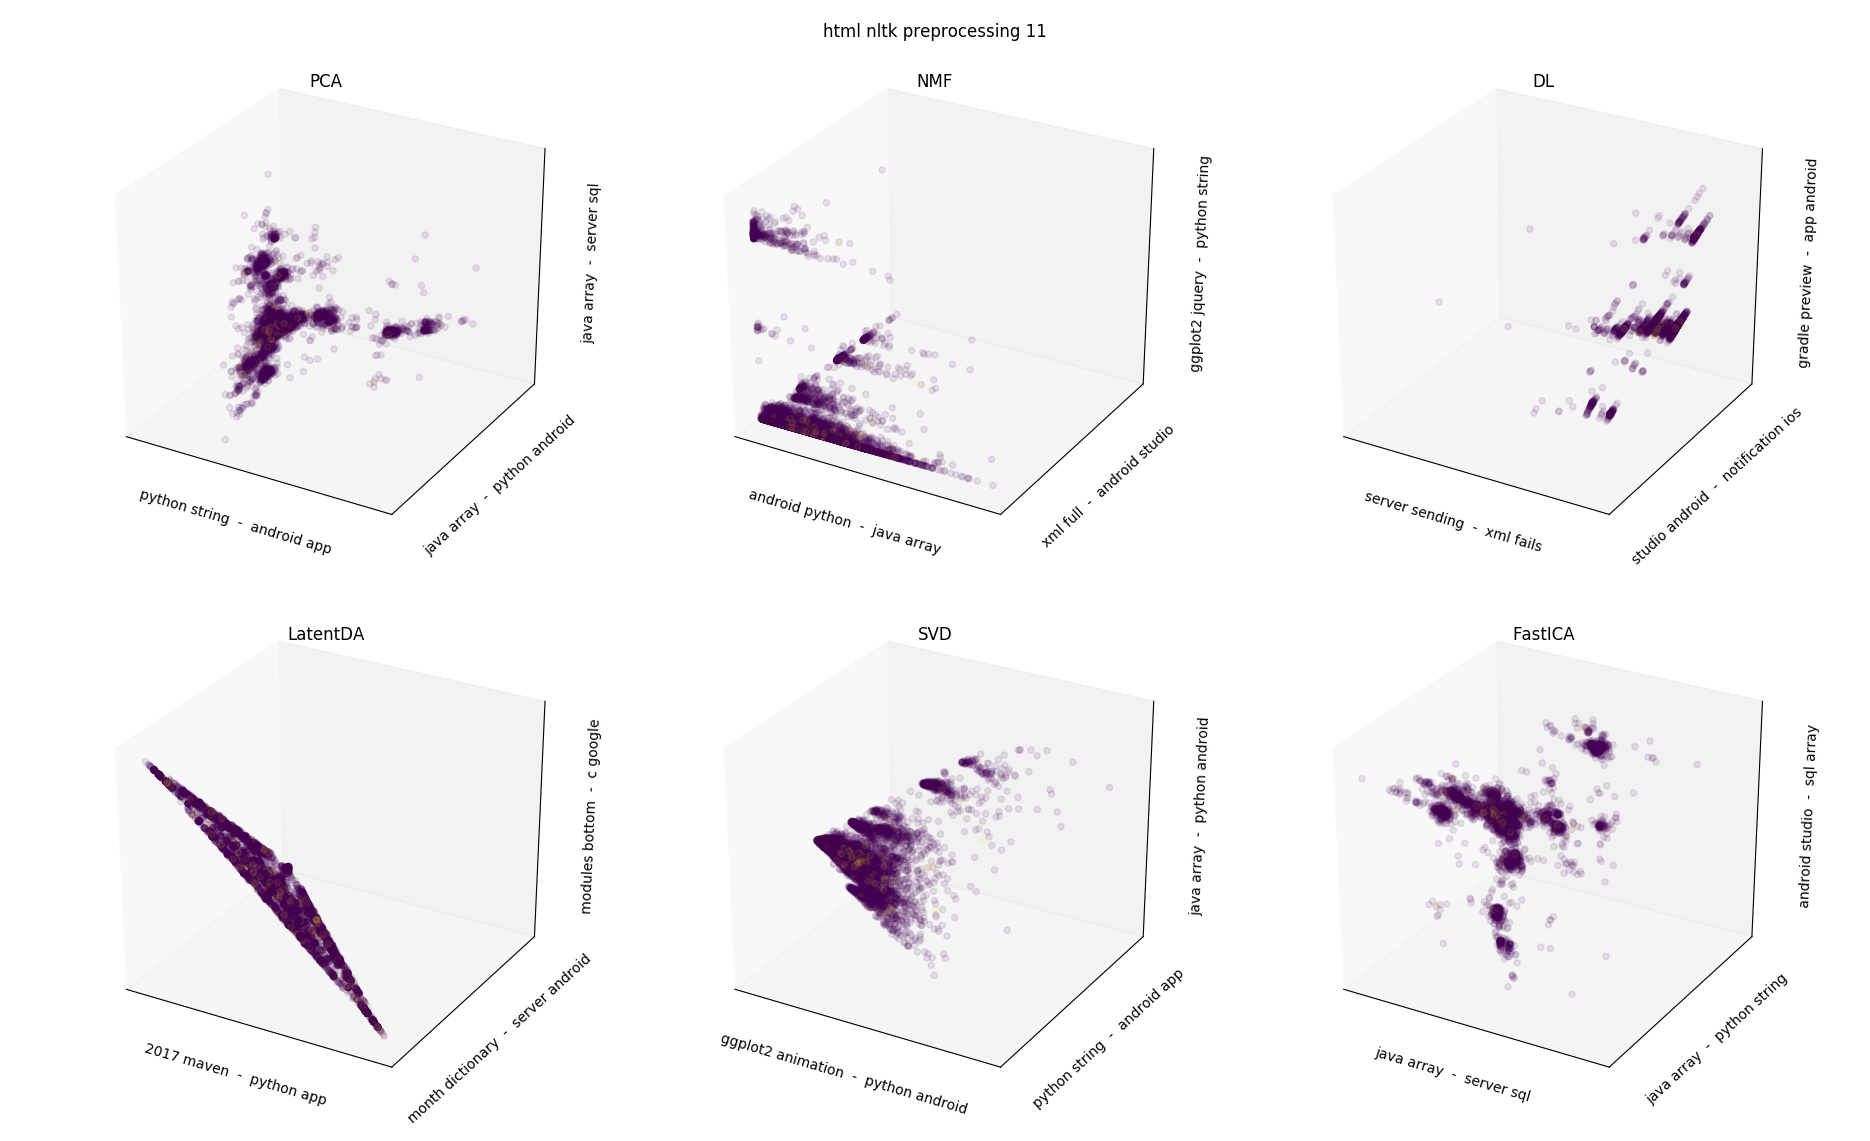 html nltk preprocessing 11
PCA
python string - android app
java array - python android
java array - server sql
NMF
android python - java array
xml full - android studio
ggplot2 jquery - python string
DL
server sending - xml fails
studio android - notification ios
gradle preview - app android
LatentDA
2017 maven - python app
month dictionary - server android
modules bottom - c google
SVD
ggplot2 animation - python android
python string - android app
java array - python android
FastICA
java array - server sql
java array - python string
android studio - sql array